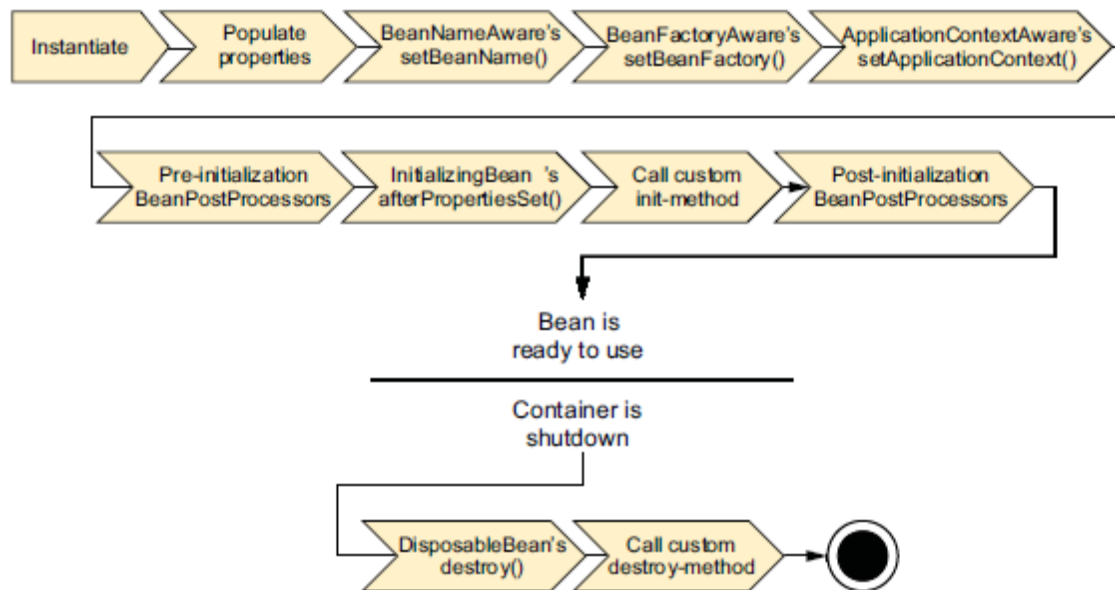 Instantiate
Populate
properties
BeanNameAware's
setBeanName()
BeanFactoryAware's
setBeanFactory()
ApplicationContextAware's
setApplicationContext()
Pre-initialization
BeanPostProcessors
InitializingBean 's
afterPropertiesSet()
Call custom
init-method
Post-initialization
BeanPostProcessors
Bean is
ready to use
Container is
shutdown
DisposableBean's
destroy()
Call custom
destroy-method